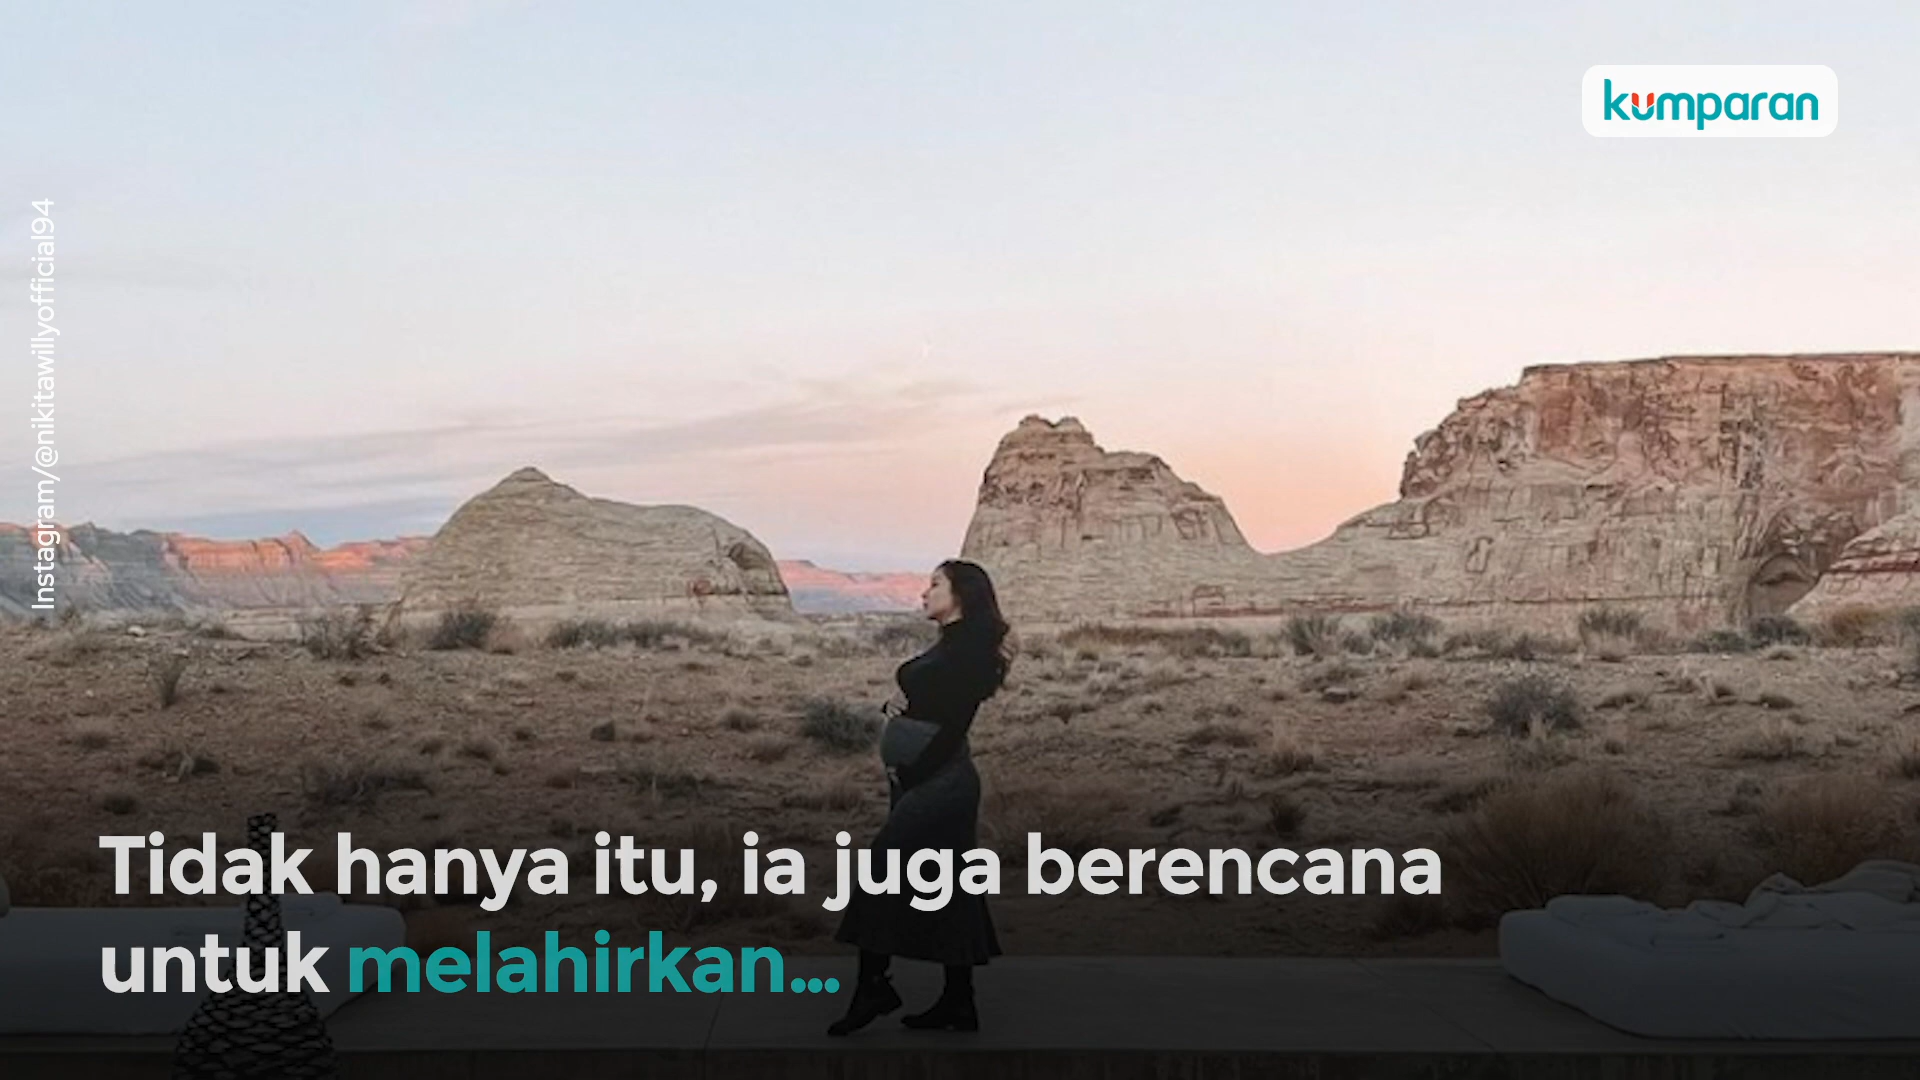 kumparan
Instagram/@nikitawillyofficial94
Tidak hanya itu, ia juga berencana
untuk melahirkan...